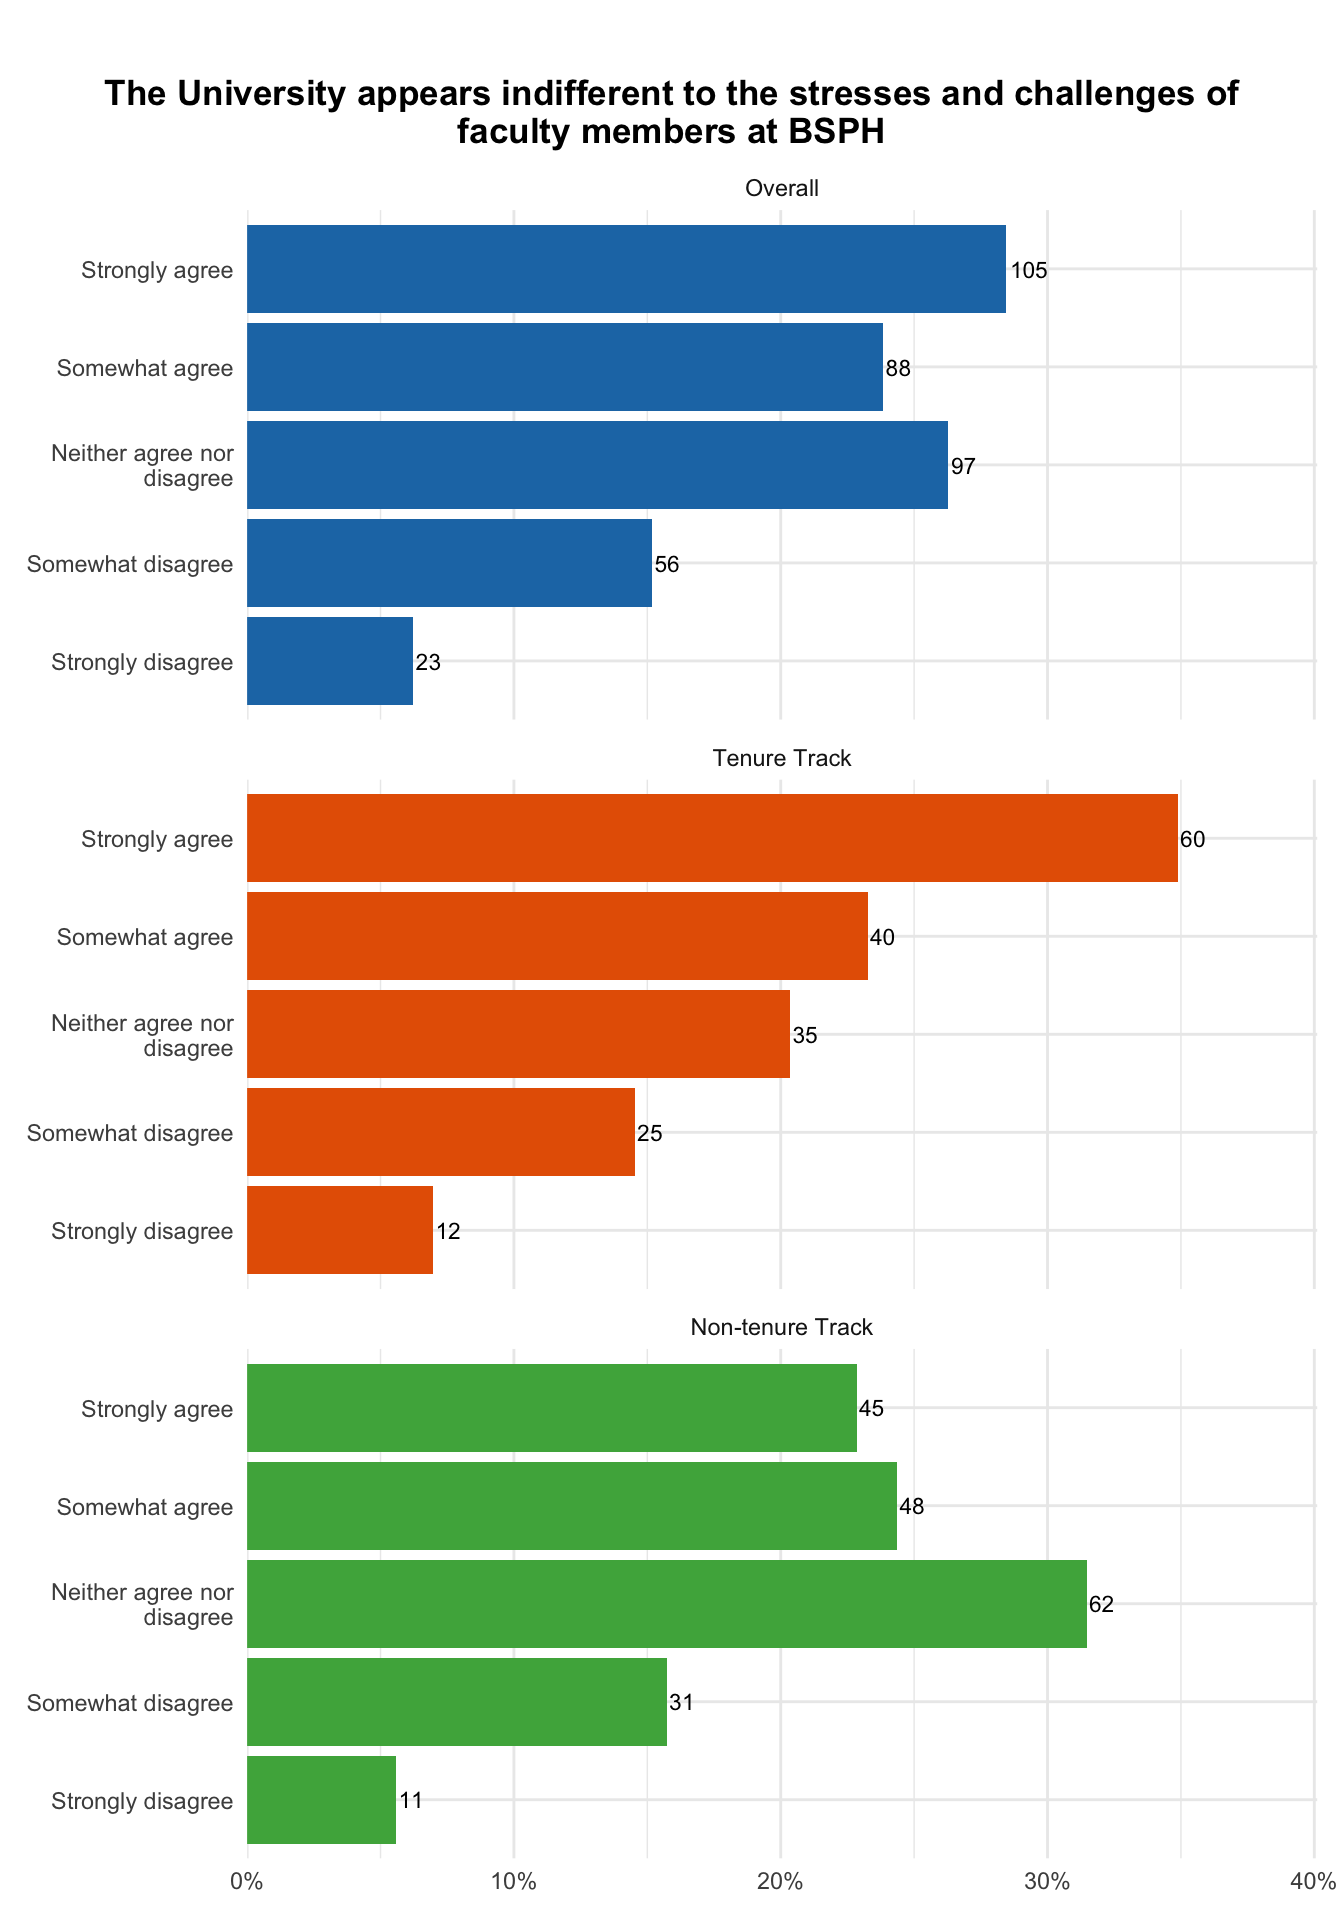 The University appears indifferent to the stresses and challenges of
faculty members at BSPH
Overall
Strongly agree
105
Somewhat agree
88
Neither agree nor
disagree
97
Somewhat disagree
56
Strongly disagree
23
Tenure Track
Strongly agree
60
Somewhat agree
40
Neither agree nor
disagree
35
Somewhat disagree
25
Strongly disagree
12
Non-tenure Track
Strongly agree
45
Somewhat agree
48
Neither agree nor
disagree
62
Somewhat disagree
31
Strongly disagree
11
0% 10% 20% 30% 40%